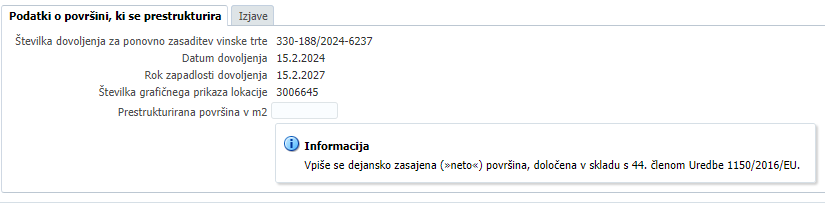 Podatki o površini, ki se prestrukturira Izjave
Številka dovoljenja za ponovno zasaditev vinske trte 330-188/2024-6237
Datum dovoljenja 15.2.2024
Rok zapadlosti dovoljenja 15.2.2027
Številka grafičnega prikaza lokacije 3006645
Prestrukturirana površina v m2
Informacija
Vpiše se dejansko zasajena (»neto«) površina, določena v skladu s 44. členom Uredbe 1150/2016/EU.